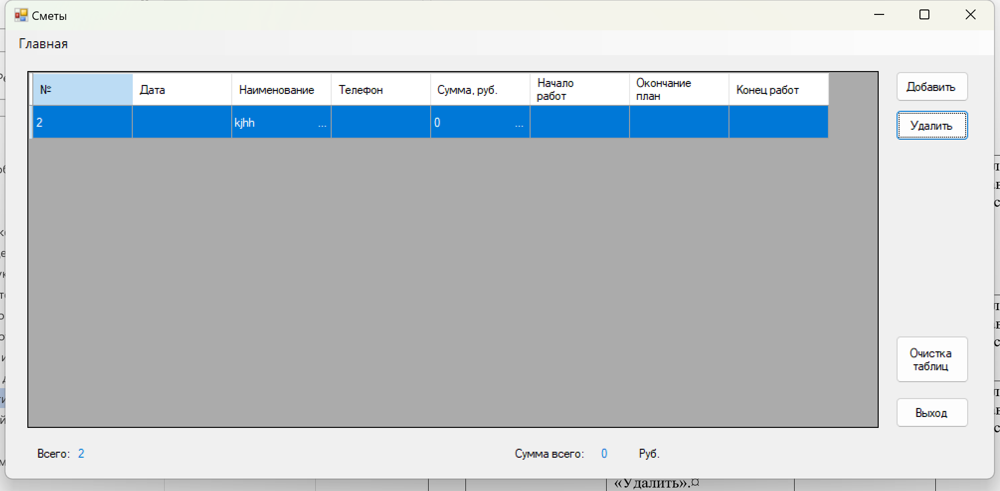 Сметы
Главная
№ Дата Наименование Телефон Сумма, руб. Начало работ Окончание план Конец работ
2 kjhh ... 0 ...
Добавить
Удалить
Очистка
таблиц
Выход
Всего: 2 Сумма всего: 0 Руб.
«Удалить».¤